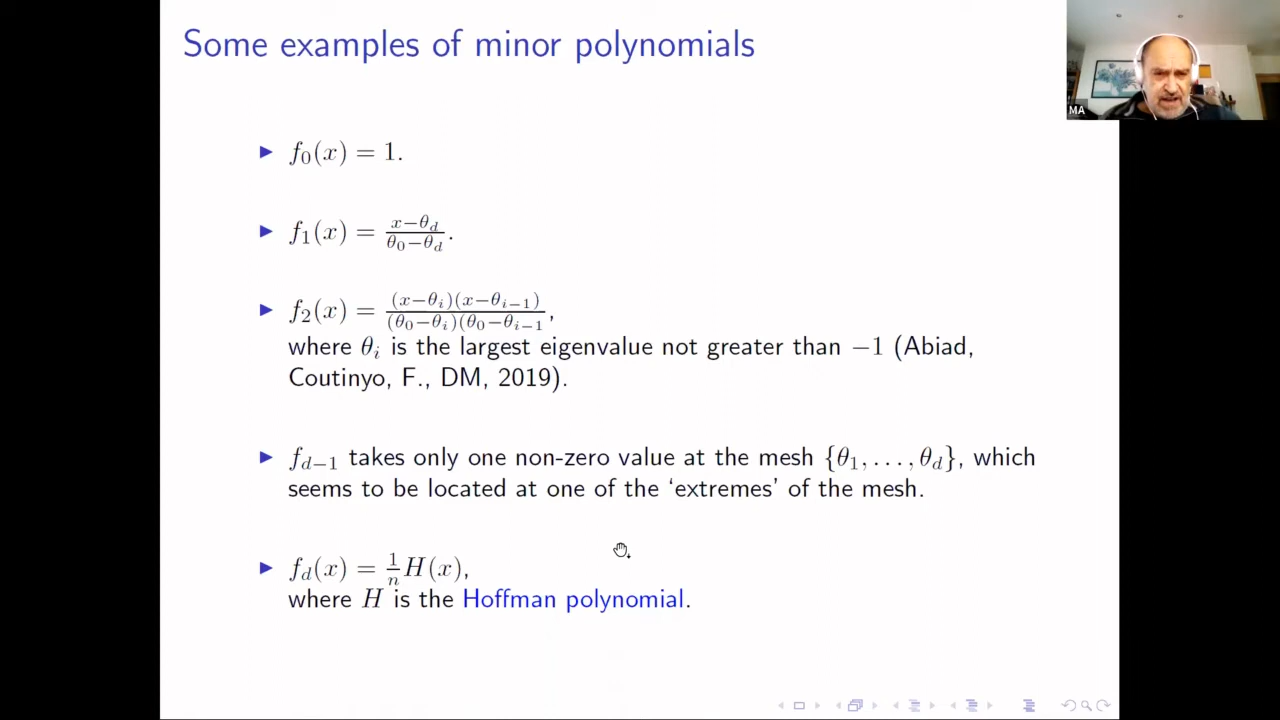 Some examples of minor polynomials
MA
▶ f_0(x) = 1.
▶ f_1(x) = \frac{x−θ_d}{θ_0−θ_d}.
▶ f_2(x) = \frac{(x−θ_i)(x−θ_{i−1})}{(θ_0−θ_i)(θ_0−θ_{i−1}},
where θ_i is the largest eigenvalue not greater than −1 (Abiad,
Coutinyo, F., DM, 2019).
▶ f_{d−1} takes only one non-zero value at the mesh {θ_1, . . . , θ_d}, which
seems to be located at one of the ‘extremes’ of the mesh.
▶ f_d(x) = \frac{1}{n}H(x),
where H is the Hoffman polynomial.